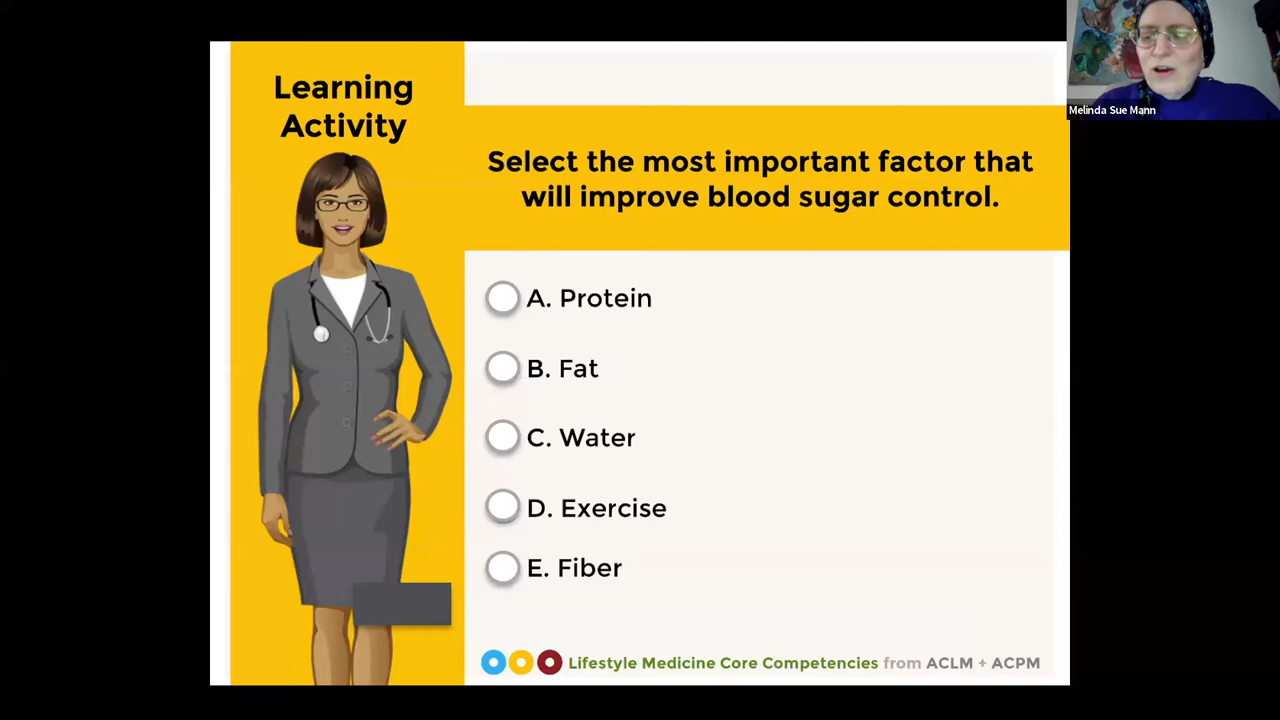 Learning
Activity
Select the most important factor that
will improve blood sugar control.
A. Protein
B. Fat
C. Water
D. Exercise
E. Fiber
Lifestyle Medicine Core Competencies from ACLM + ACPM
Melinda Sue Mann